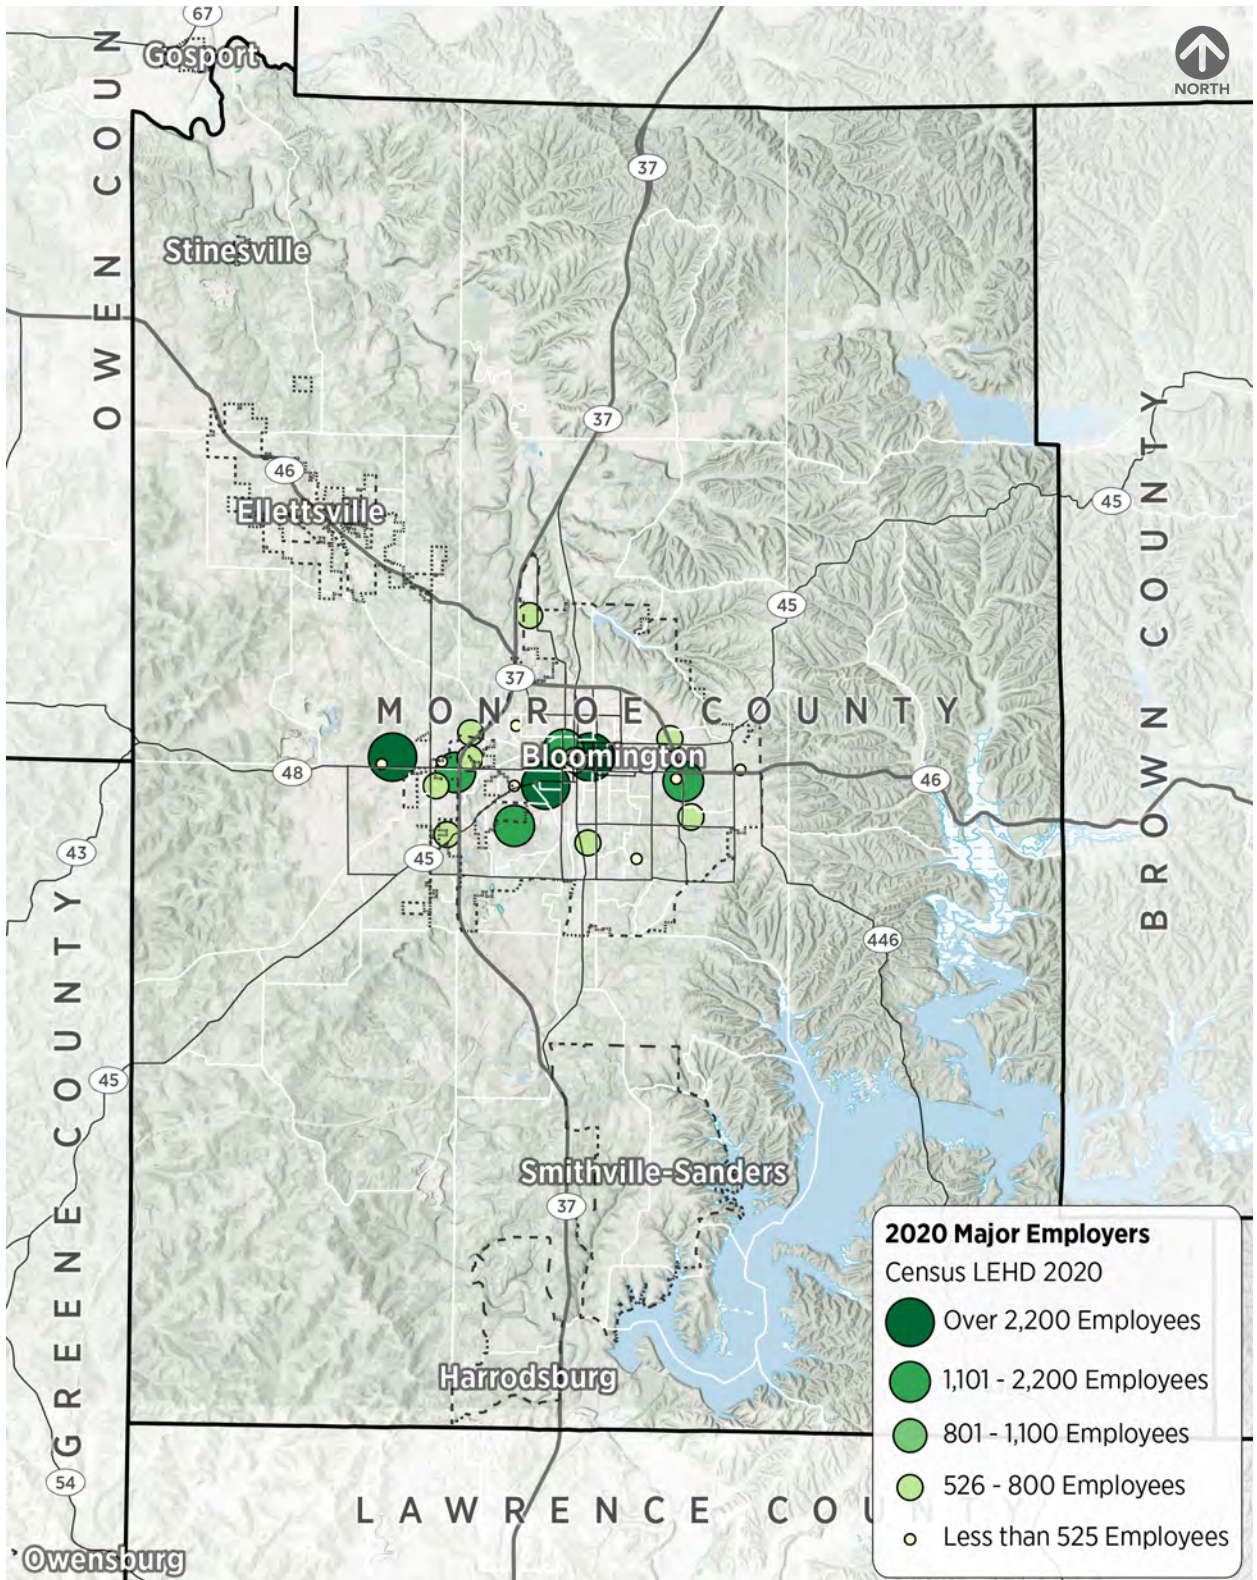 67
OWEN COUN
Gosport
NORTH
37
Stinesville
37
46
Ellettsville
45
BROWN COUNTY
45
37
MONROE COUNTY
Bloomington
48
46
43
45
446
GREENE COUNTY
45
Smithville-Sanders
37
Harrodsburg
54
LAWRENCE COUN
Owensburg
2020 Major Employers
Census LEHD 2020
Over 2,200 Employees
1,101 - 2,200 Employees
801 - 1,100 Employees
526 - 800 Employees
Less than 525 Employees